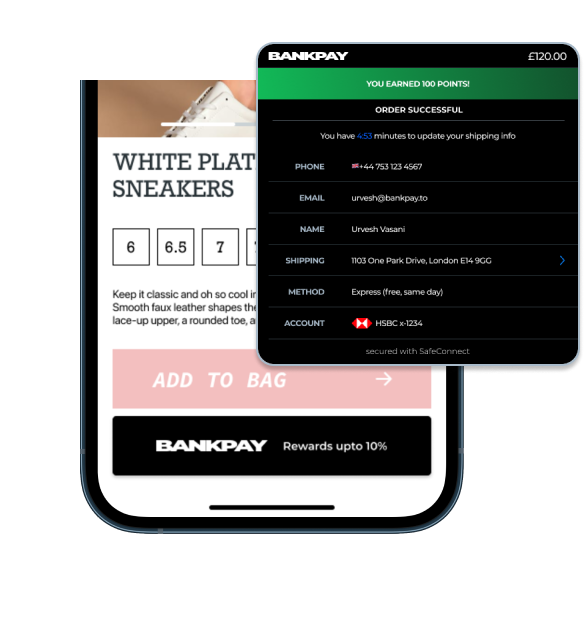 BANKPAY £120.00
YOU EARNED 100 POINTS!
ORDER SUCCESSFUL
You have 4:53 minutes to update your shipping info
PHONE +44 753 123 4567
EMAIL urvesh@bankpay.to
NAME Urvesh Vasani
SHIPPING 1103 One Park Drive, London E14 9GG
METHOD Express (free, same day)
ACCOUNT HSBC x-1234
secured with SafeConnect
WHITE PLAT
SNEAKERS
6 6.5 7
Keep it classic and oh so cool
Smooth faux leather shapes the
lace-up upper, a rounded toe,
ADD TO BAG
BANKPAY Rewards upto 10%